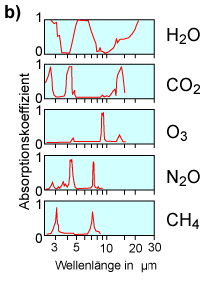 b)
1
H₂O
0
1
CO₂
0
1
O₃
0
1
N₂O
0
1
CH₄
0
Absorptionskoeffizient
3 5 10 20 30
Wellenlänge in µm